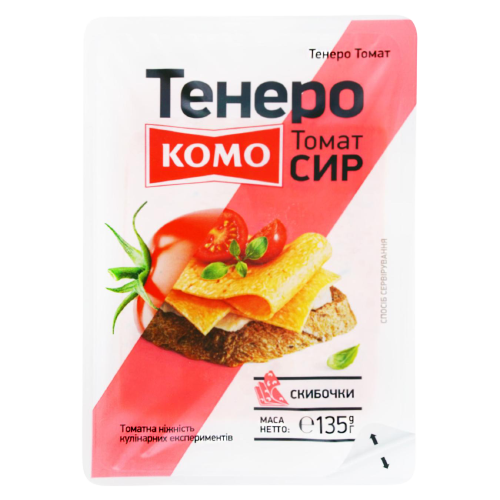 Тенеро Томат
Тенеро
КОМО
Томат
СИР
СПОСІБ СЕРВІРУВАННЯ
СКИБОЧКИ
Томатна ніжність
кулінарних експериментів
МАСА
НЕТТО:
℮135 g
г